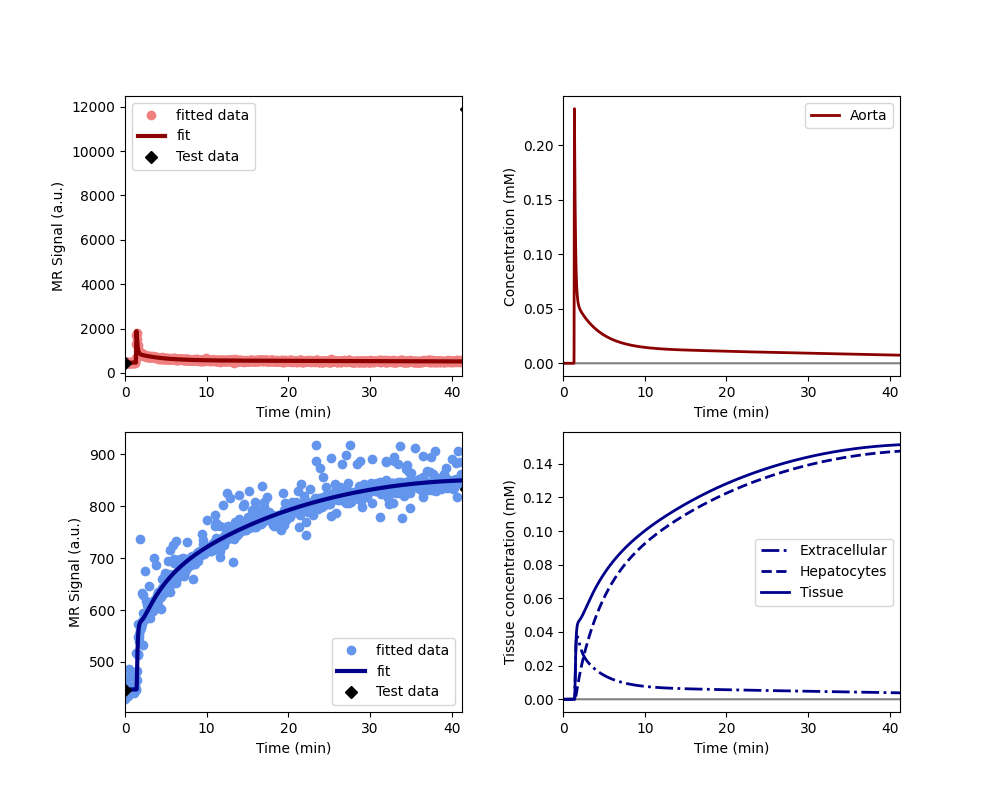 12000
10000
8000
6000
4000
2000
0
MR Signal (a.u.)
fitted data
fit
Test data
0 10 20 30 40
Time (min)
0.20
0.15
0.10
0.05
0.00
Concentration (mM)
Aorta
0 10 20 30 40
Time (min)
900
800
700
600
500
MR Signal (a.u.)
fitted data
fit
Test data
0 10 20 30 40
Time (min)
0.14
0.12
0.10
0.08
0.06
0.04
0.02
0.00
Tissue concentration (mM)
Extracellular
Hepatocytes
Tissue
0 10 20 30 40
Time (min)